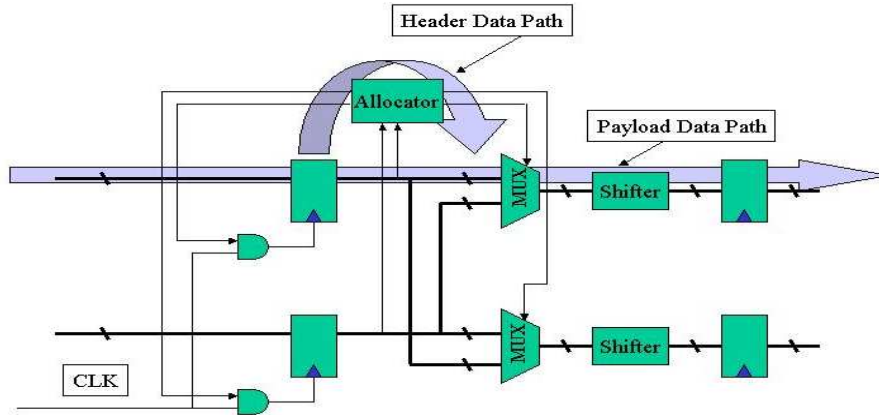 Header Data Path
Allocator
Payload Data Path
MUX
Shifter
MUX
Shifter
CLK